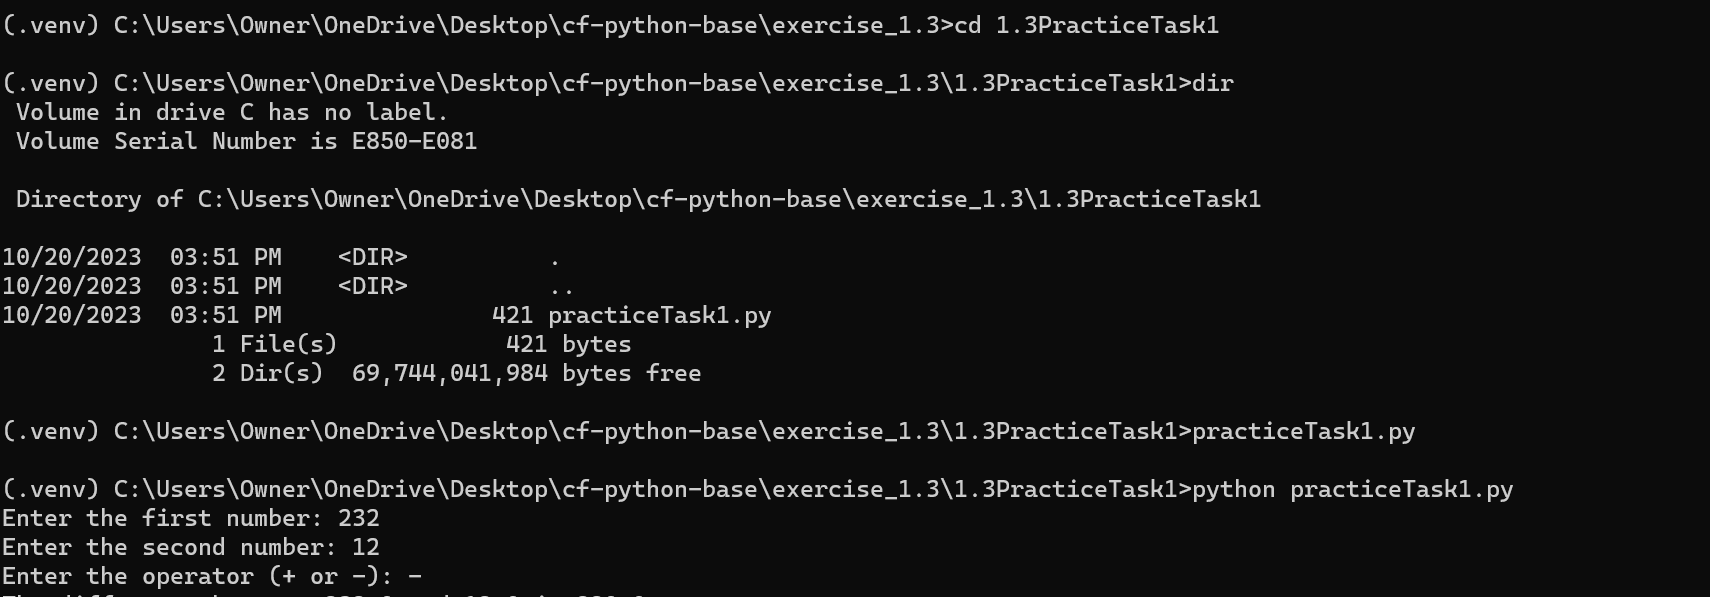 (.venv) C:\Users\Owner\OneDrive\Desktop\cf-python-base\exercise_1.3>cd 1.3PracticeTask1
(.venv) C:\Users\Owner\OneDrive\Desktop\cf-python-base\exercise_1.3\1.3PracticeTask1>dir
Volume in drive C has no label.
Volume Serial Number is E850-E081
Directory of C:\Users\Owner\OneDrive\Desktop\cf-python-base\exercise_1.3\1.3PracticeTask1
10/20/2023  03:51 PM    <DIR>          .
10/20/2023  03:51 PM    <DIR>          ..
10/20/2023  03:51 PM               421 practiceTask1.py
1 File(s)            421 bytes
2 Dir(s)  69,744,041,984 bytes free
(.venv) C:\Users\Owner\OneDrive\Desktop\cf-python-base\exercise_1.3\1.3PracticeTask1>practiceTask1.py
(.venv) C:\Users\Owner\OneDrive\Desktop\cf-python-base\exercise_1.3\1.3PracticeTask1>python practiceTask1.py
Enter the first number: 232
Enter the second number: 12
Enter the operator (+ or -): -